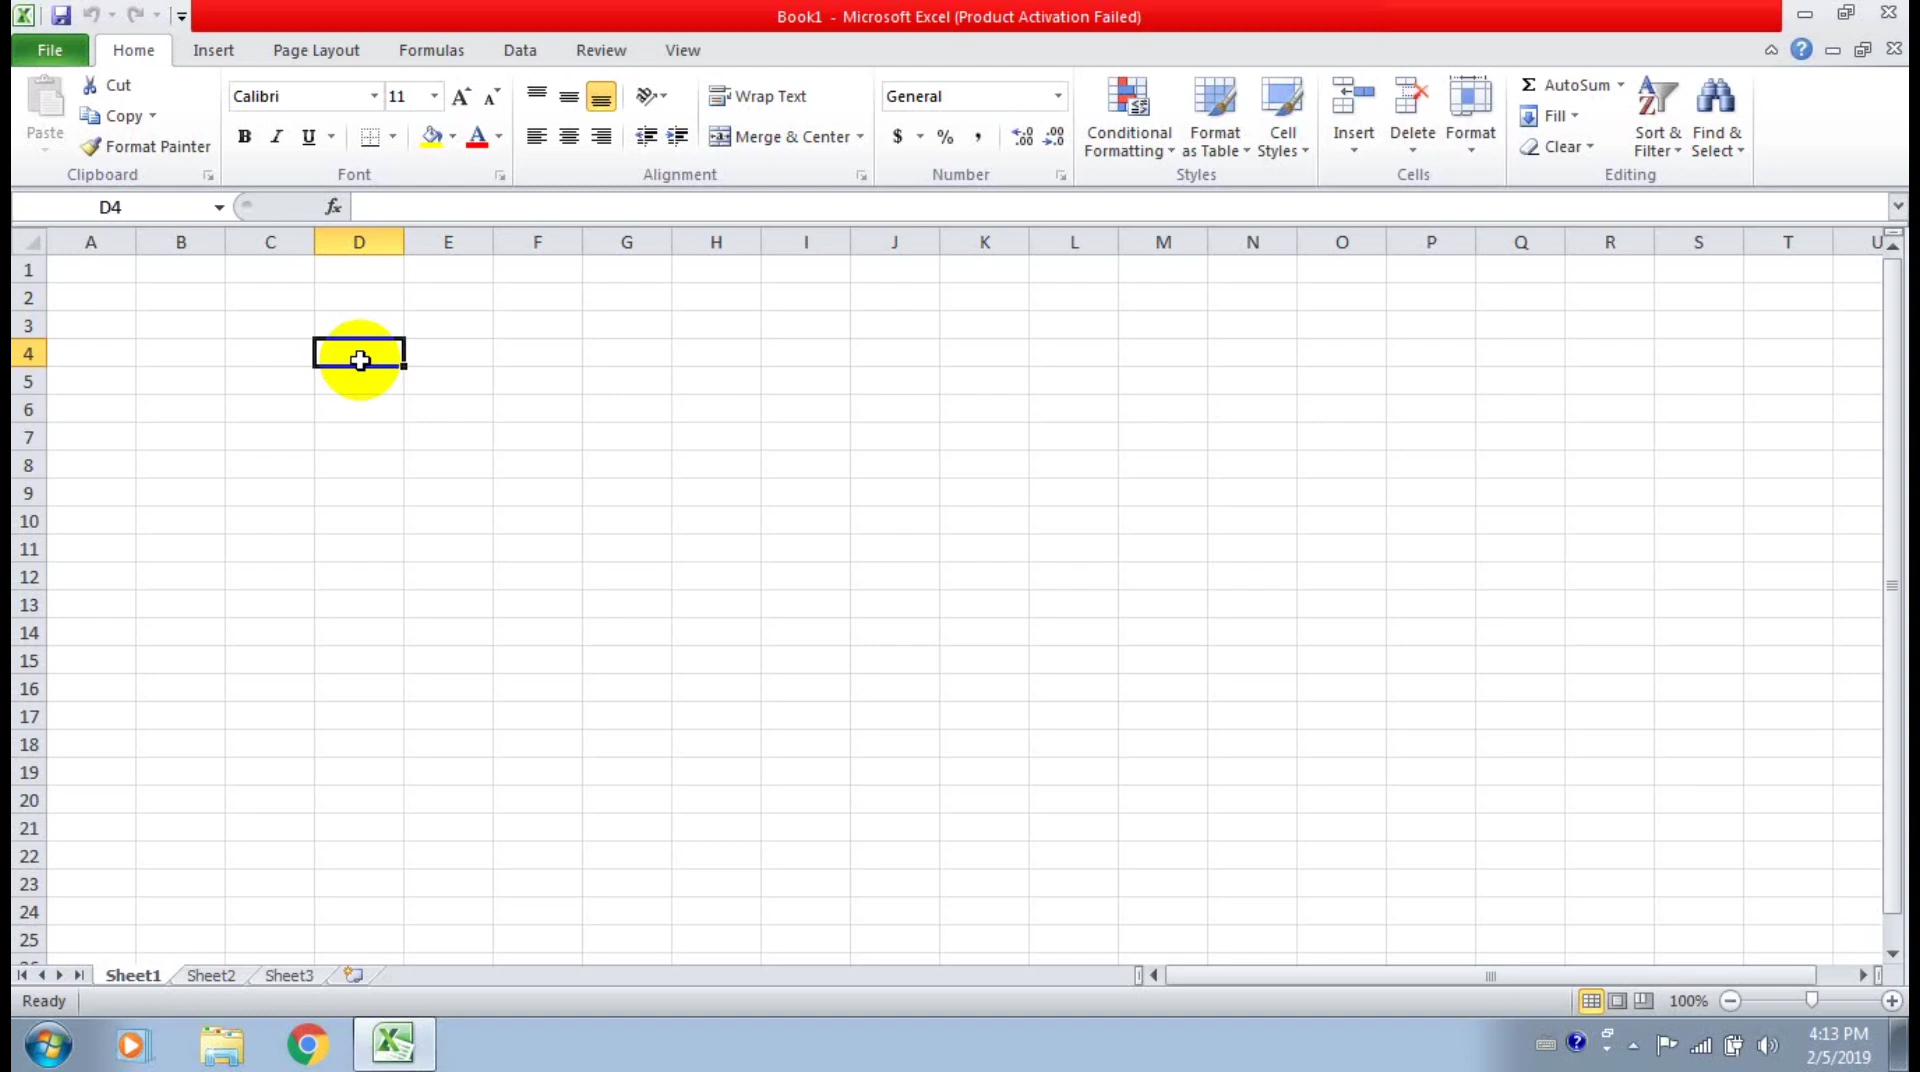 Book1 - Microsoft Excel (Product Activation Failed)
File Home Insert Page Layout Formulas Data Review View
Cut
Copy
Format Painter
Paste
Clipboard
Calibri 11
B I U A
Font
Wrap Text
Merge & Center
Alignment
General
$ % ,
Number
Conditional Formatting
Format as Table
Cell Styles
Styles
Insert Delete Format
Cells
Σ AutoSum
Fill
Clear
Sort & Filter
Find & Select
Editing
D4 fx
A B C D E F G H I J K L M N O P Q R S T U
1
2
3
4
5
6
7
8
9
10
11
12
13
14
15
16
17
18
19
20
21
22
23
24
25
Sheet1 Sheet2 Sheet3
Ready 100%
4:13 PM
2/5/2019